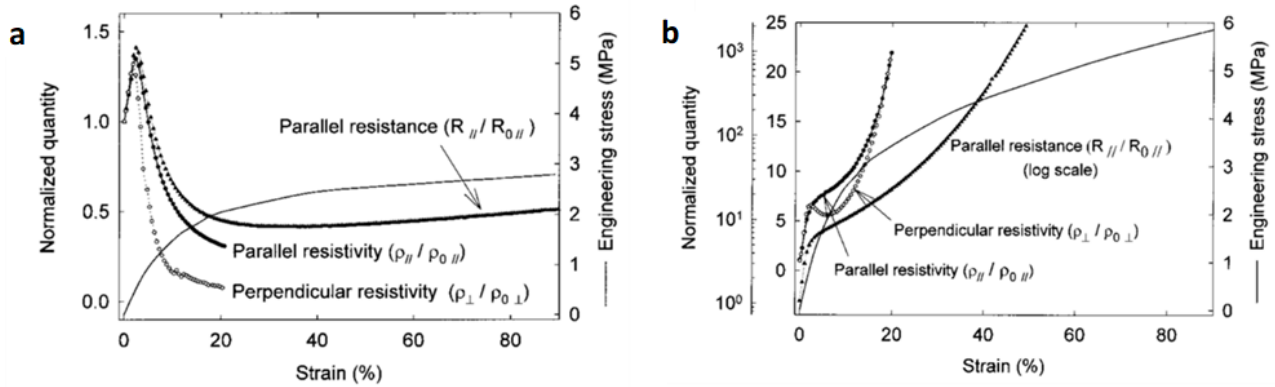 a
Normalized quantity
1.5
1.0
0.5
0.0
Parallel resistance (R // / R 0 // )
Parallel resistivity (ρ// / ρ0 //)
Perpendicular resistivity (ρ⊥ / ρ0 ⊥)
0 20 40 60 80
Strain (%)
6
5
4
3
2
1
0
Engineering stress (MPa)
b
Normalized quantity
10³
10²
10¹
10⁰
25
20
15
10
5
0
Parallel resistance (R // / R 0 // )
(log scale)
Perpendicular resistivity (ρ⊥ / ρ0 ⊥)
Parallel resistivity (ρ// / ρ0 //)
0 20 40 60 80
Strain (%)
6
5
4
3
2
1
0
Engineering stress (MPa)